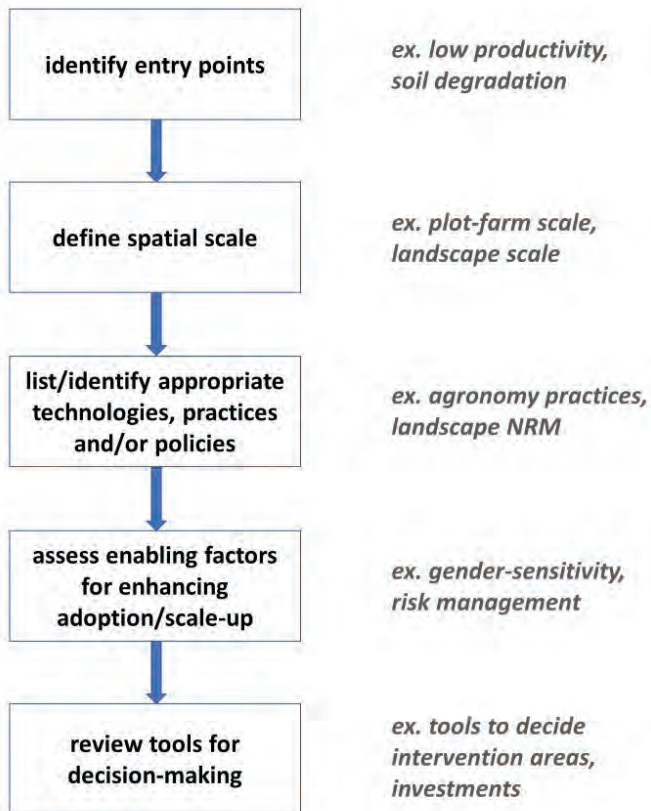 identify entry points
ex. low productivity,
soil degradation
define spatial scale
ex. plot-farm scale,
landscape scale
list/identify appropriate
technologies, practices
and/or policies
ex. agronomy practices,
landscape NRM
assess enabling factors
for enhancing
adoption/scale-up
ex. gender-sensitivity,
risk management
review tools for
decision-making
ex. tools to decide
intervention areas,
investments